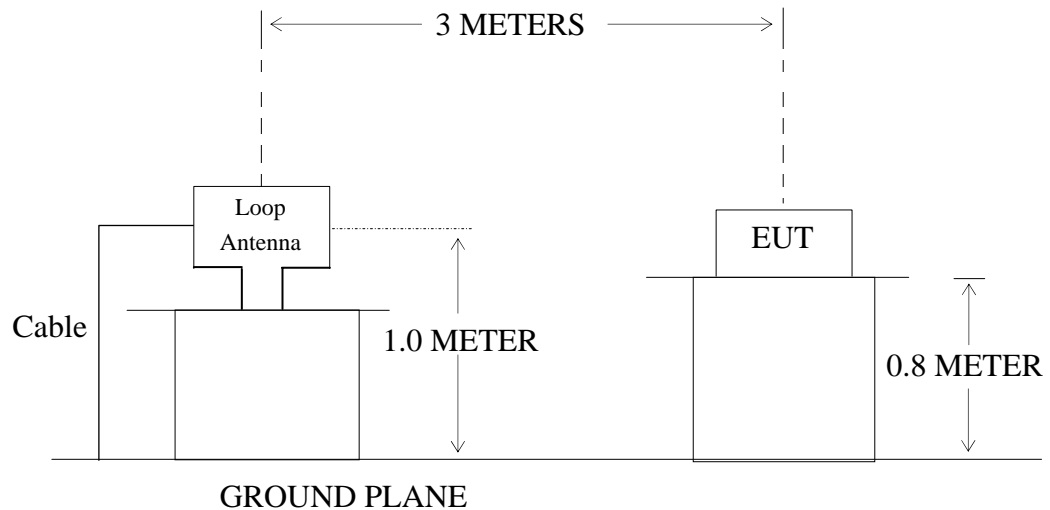 3 METERS
Loop
Antenna
EUT
Cable
1.0 METER
0.8 METER
GROUND PLANE